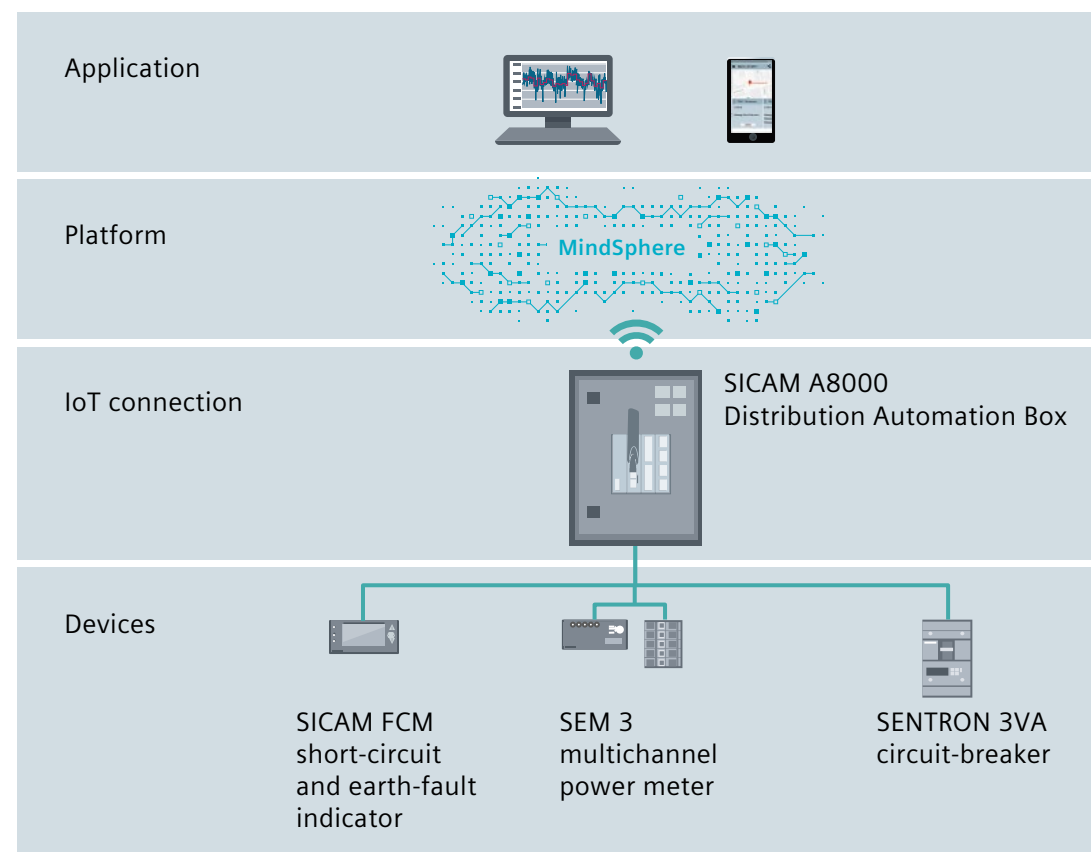 Application
Platform
MindSphere
IoT connection
SICAM A8000
Distribution Automation Box
Devices
SICAM FCM
short-circuit
and earth-fault
indicator
SEM 3
multichannel
power meter
SENTRON 3VA
circuit-breaker